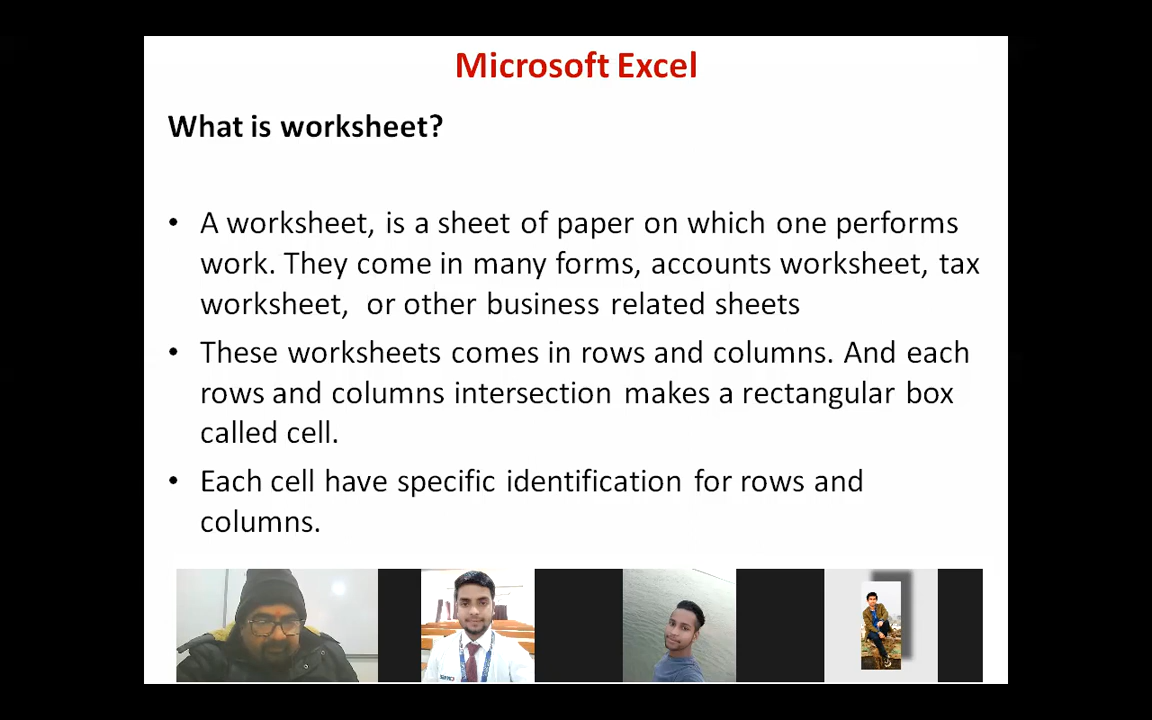 Microsoft Excel
What is worksheet?
• A worksheet, is a sheet of paper on which one performs
work. They come in many forms, accounts worksheet, tax
worksheet, or other business related sheets
• These worksheets comes in rows and columns. And each
rows and columns intersection makes a rectangular box
called cell.
• Each cell have specific identification for rows and
columns.